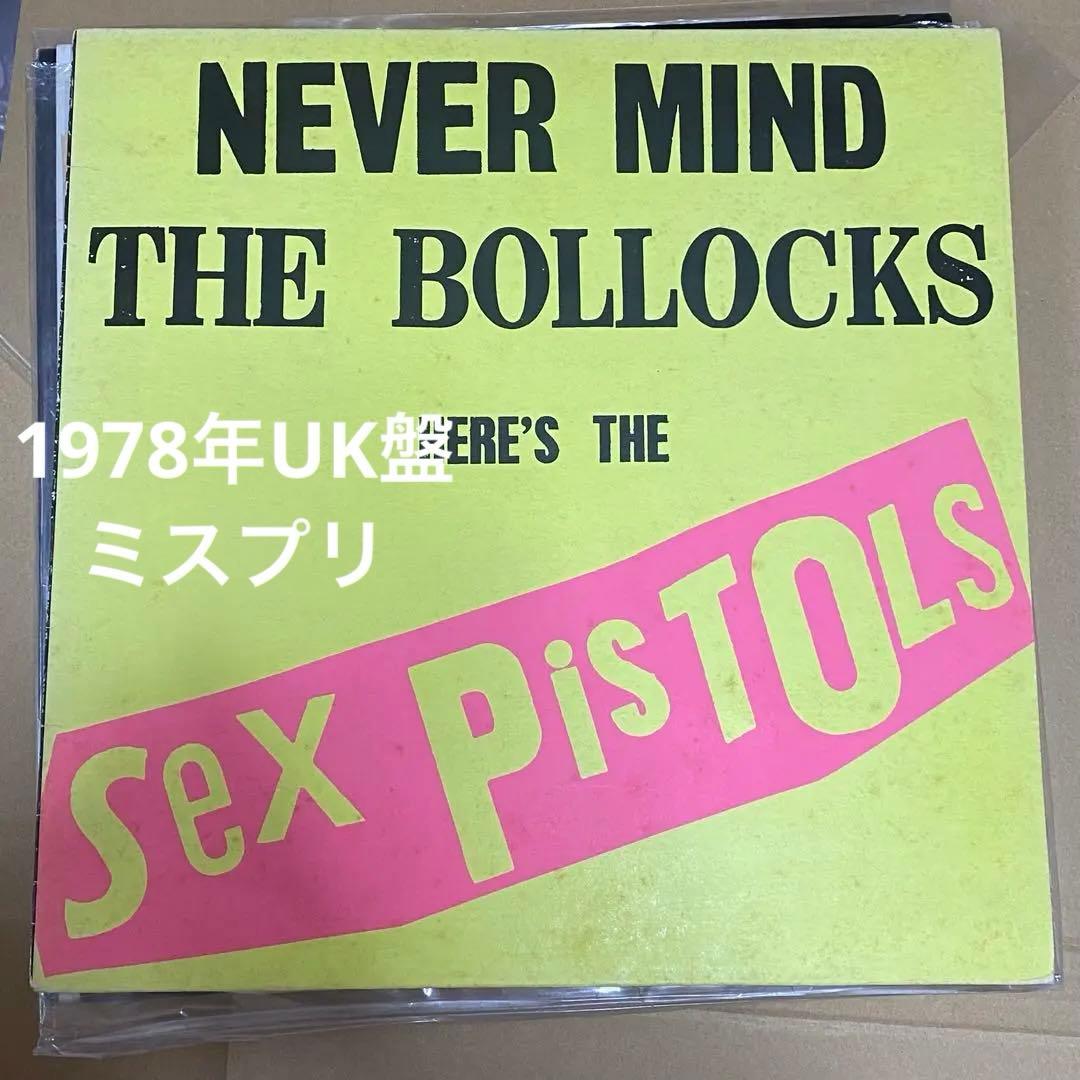 NEVER MIND
THE BOLLOCKS
HERE'S THE
1978年UK盤
ミスプリ
Sex PiSTOLS